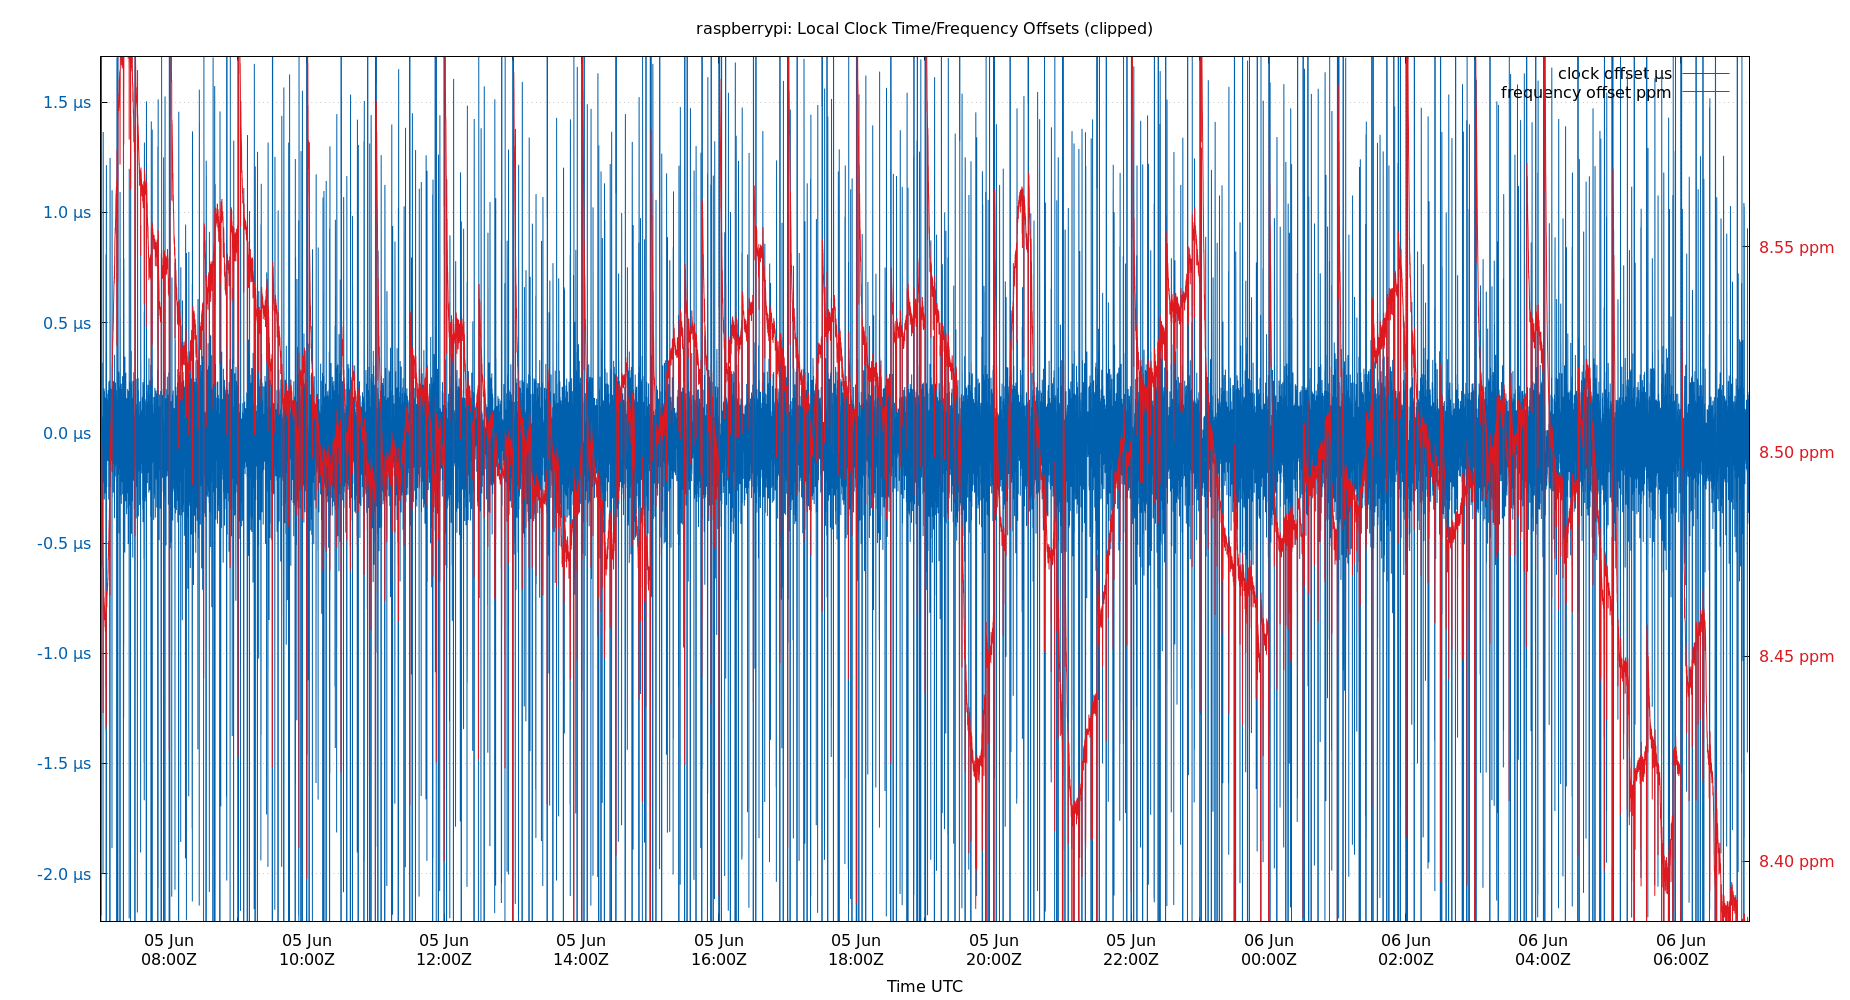 raspberrypi: Local Clock Time/Frequency Offsets (clipped)
clock offset µs
frequency offset ppm
1.5 µs
1.0 µs
0.5 µs
0.0 µs
-0.5 µs
-1.0 µs
-1.5 µs
-2.0 µs
8.55 ppm
8.50 ppm
8.45 ppm
8.40 ppm
05 Jun 05 Jun 05 Jun 05 Jun 05 Jun 05 Jun 05 Jun 05 Jun 06 Jun 06 Jun 06 Jun 06 Jun
08:00Z 10:00Z 12:00Z 14:00Z 16:00Z 18:00Z 20:00Z 22:00Z 00:00Z 02:00Z 04:00Z 06:00Z
Time UTC